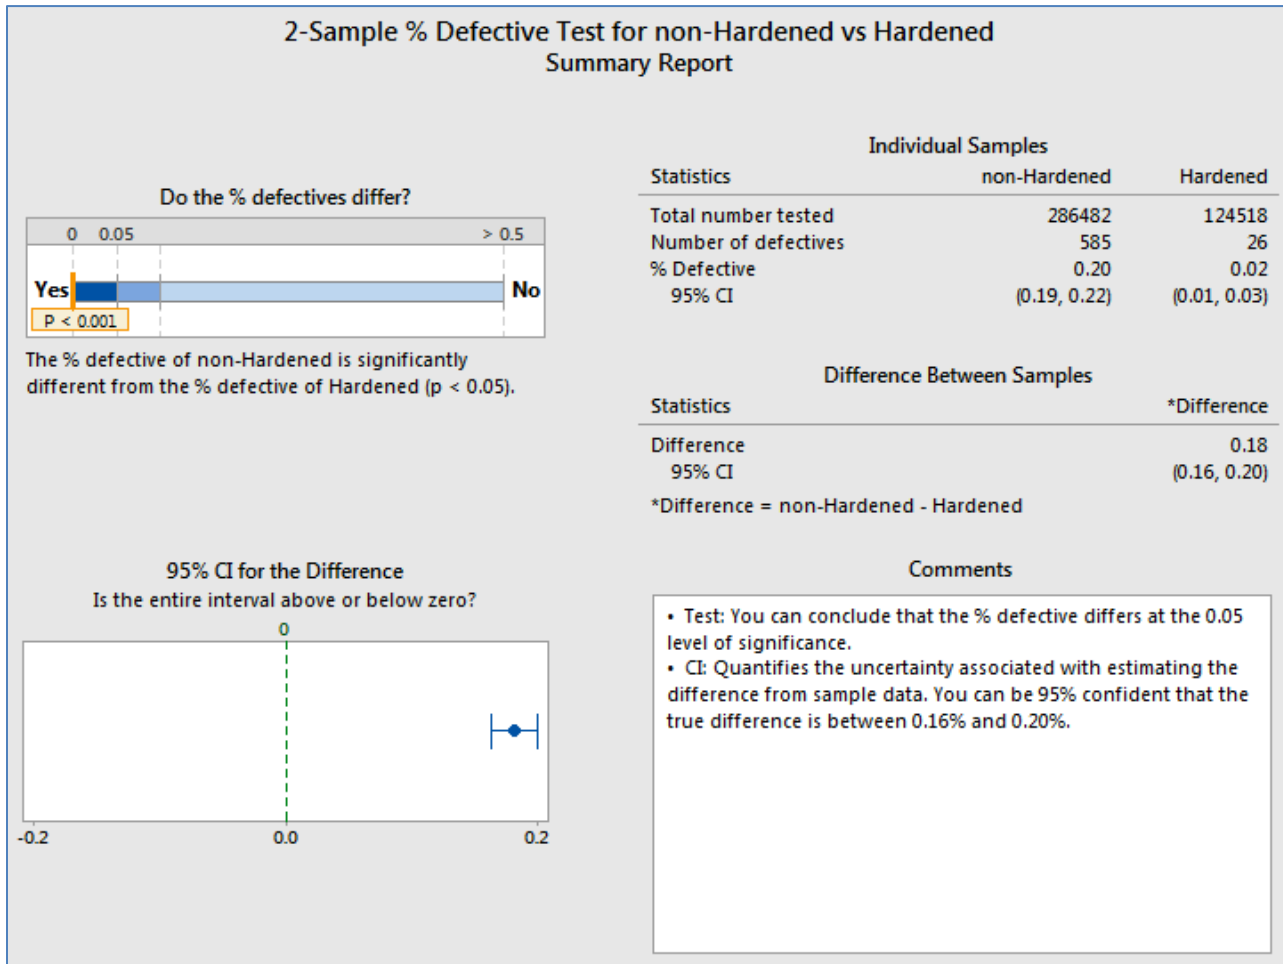 2-Sample % Defective Test for non-Hardened vs Hardened
Summary Report
Do the % defectives differ?
0 0.05 > 0.5
Yes No
P < 0.001
The % defective of non-Hardened is significantly
different from the % defective of Hardened (p < 0.05).
Individual Samples
Statistics non-Hardened Hardened
Total number tested 286482 124518
Number of defectives 585 26
% Defective 0.20 0.02
95% CI (0.19, 0.22) (0.01, 0.03)
Difference Between Samples
Statistics *Difference
Difference 0.18
95% CI (0.16, 0.20)
*Difference = non-Hardened - Hardened
95% CI for the Difference
Is the entire interval above or below zero?
0
-0.2 0.0 0.2
Comments
• Test: You can conclude that the % defective differs at the 0.05
level of significance.
• CI: Quantifies the uncertainty associated with estimating the
difference from sample data. You can be 95% confident that the
true difference is between 0.16% and 0.20%.